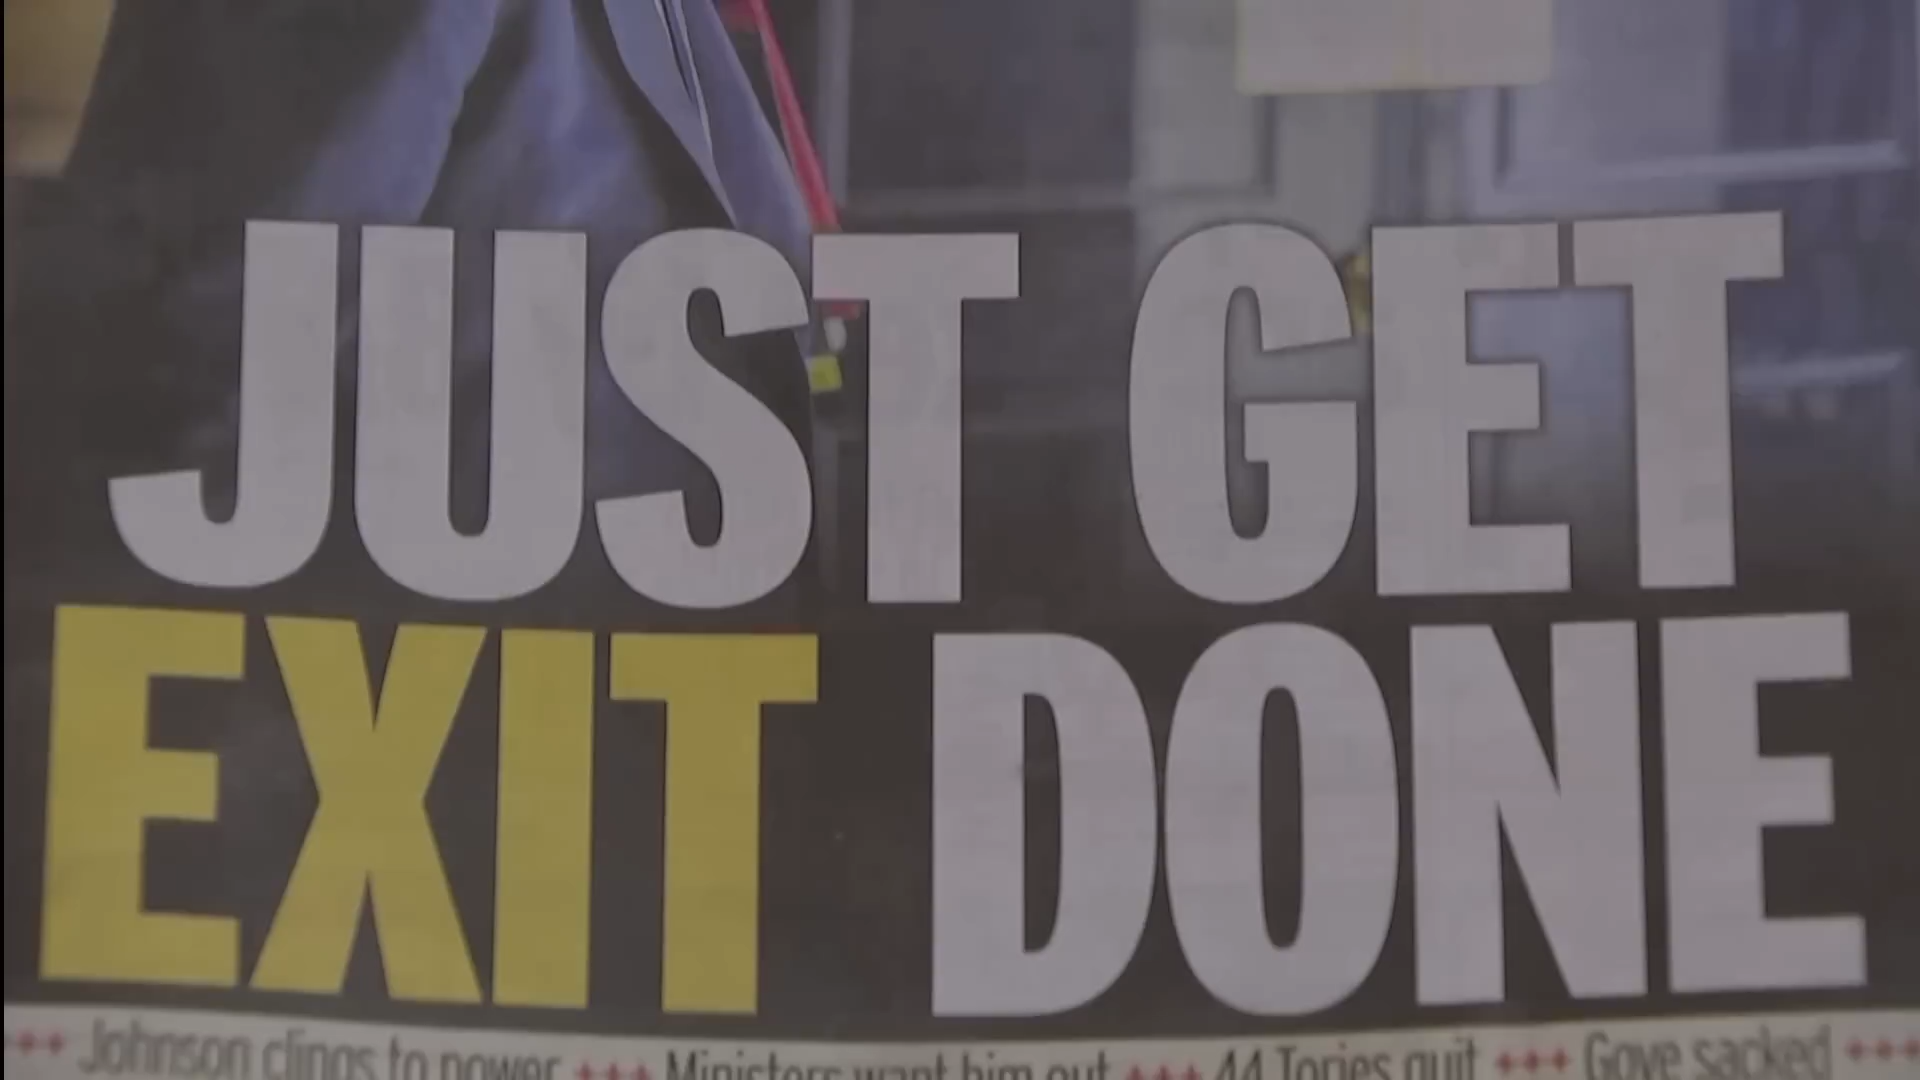 JUST GET
EXIT DONE
+++ Johnson clings to power +++ Ministers want him out +++ 44 Tories quit +++ Gove sacked +++